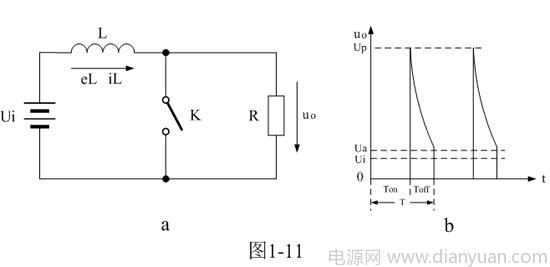 L
eL iL
Ui
K
R
uo
a
uo
Up
Ua
Ui
0
t
Ton
Toff
T
b
图1-11
电源网 www.dianyuan.com